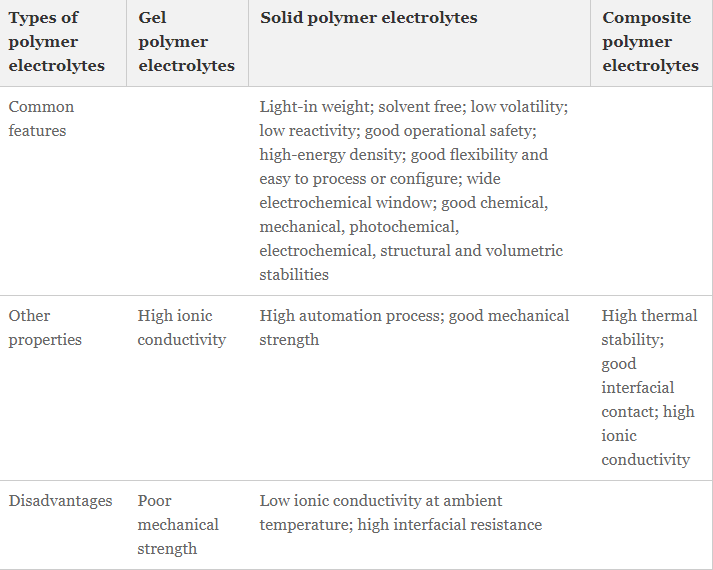 Types of polymer electrolytes
Gel polymer electrolytes
Solid polymer electrolytes
Composite polymer electrolytes
Common features
Light-in weight; solvent free; low volatility;
low reactivity; good operational safety;
high-energy density; good flexibility and
easy to process or configure; wide
electrochemical window; good chemical,
mechanical, photochemical,
electrochemical, structural and volumetric
stabilities
Other
properties
High ionic
conductivity
High automation process; good mechanical
strength
High thermal
stability;
good
interfacial
contact; high
ionic
conductivity
Disadvantages
Poor
mechanical
strength
Low ionic conductivity at ambient
temperature; high interfacial resistance